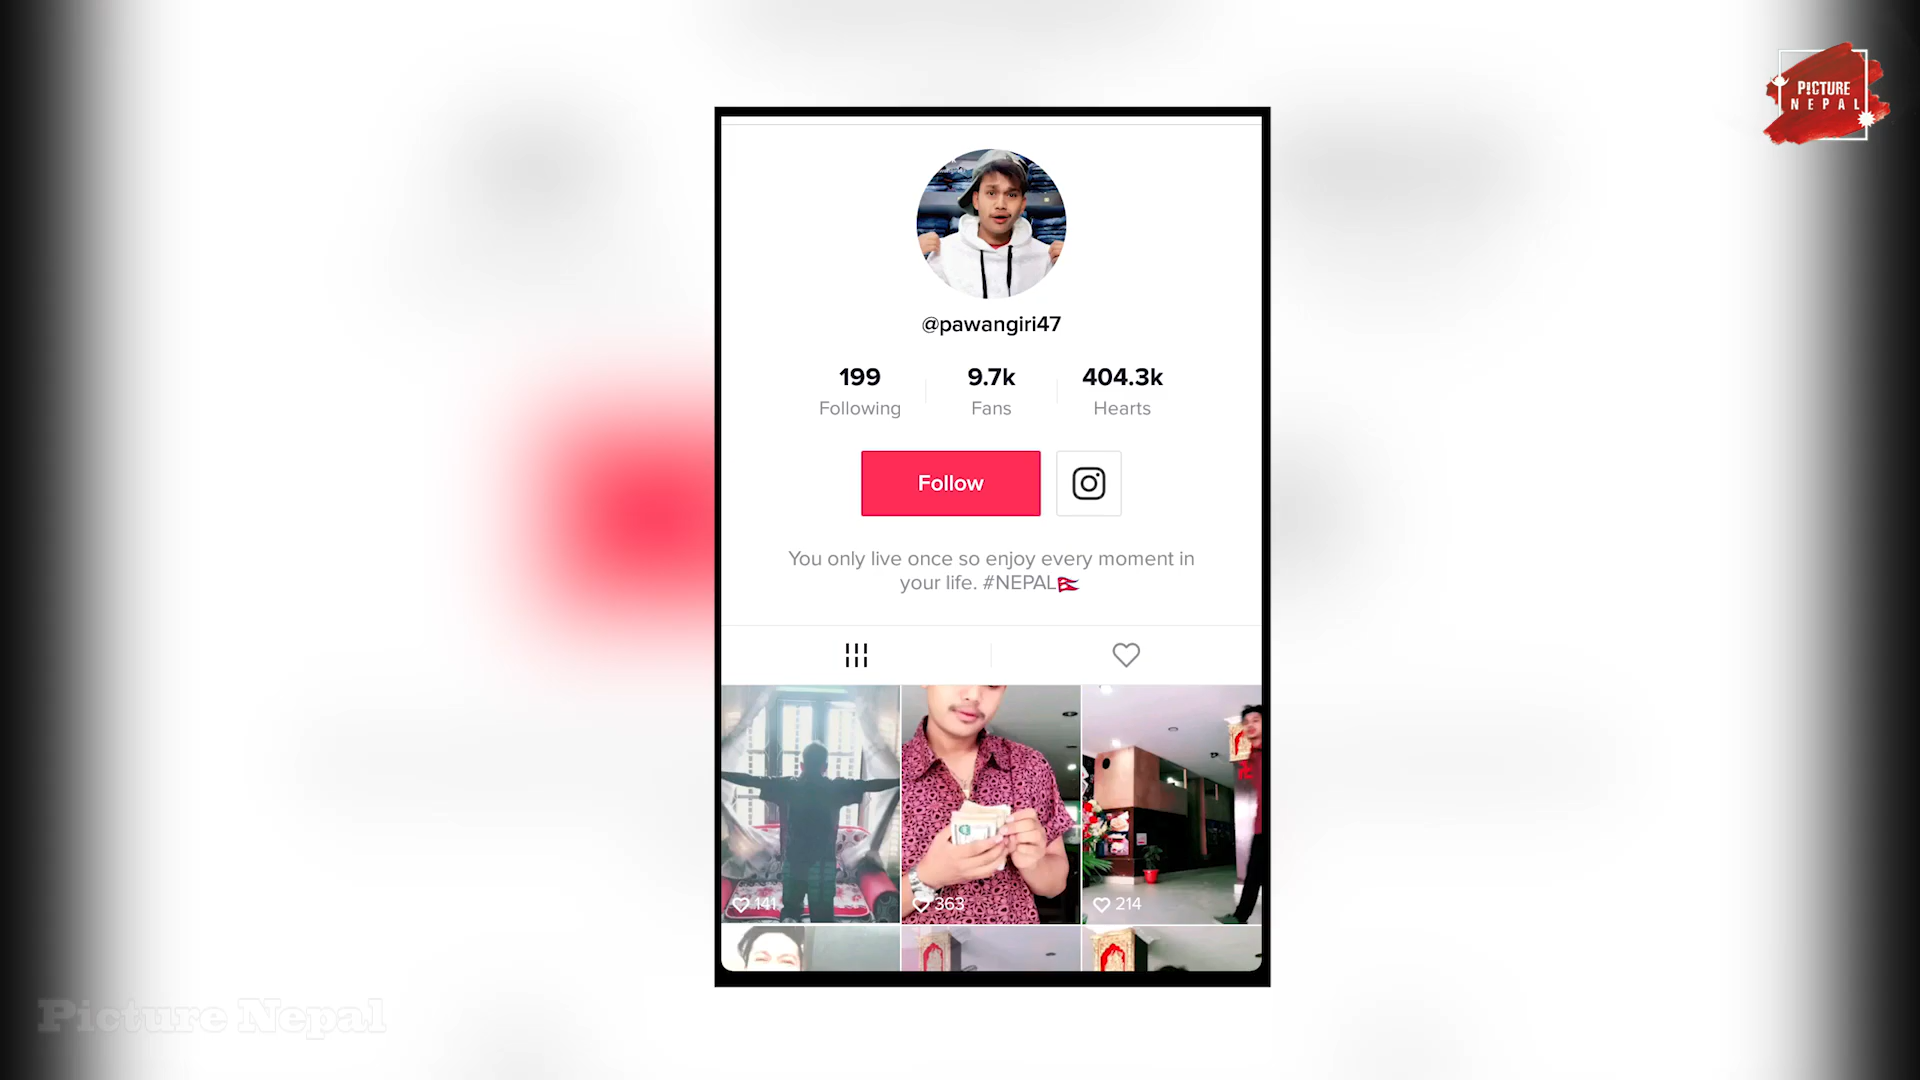 PICTURE
NEPAL
@pawangiri47
199 9.7k 404.3k
Following Fans Hearts
Follow
You only live once so enjoy every moment in
your life. #NEPAL🇳🇵
141 363 214
Picture Nepal